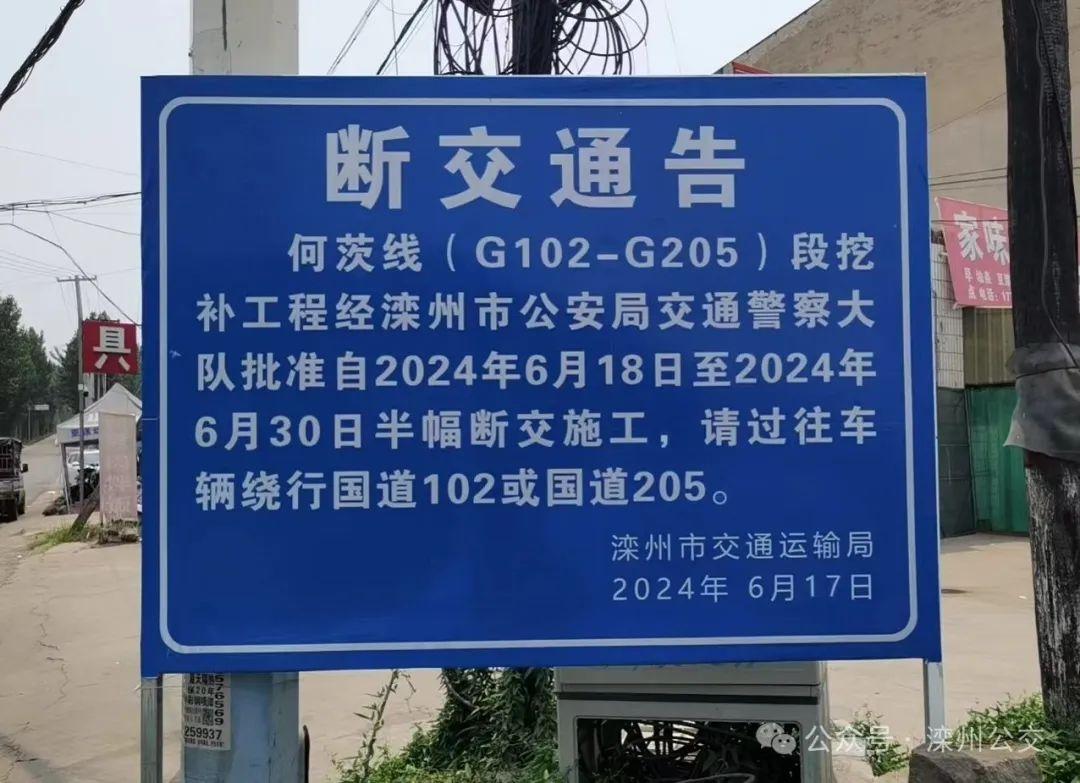 断交通告
何茨线（G102-G205）段挖
补工程经滦州市公安局交通警察大
队批准自2024年6月18日至2024年
6月30日半幅断交施工，请过往车
辆绕行国道102或国道205。
滦州市交通运输局
2024年 6月17日
具
家味
259937
公众号·滦州公交